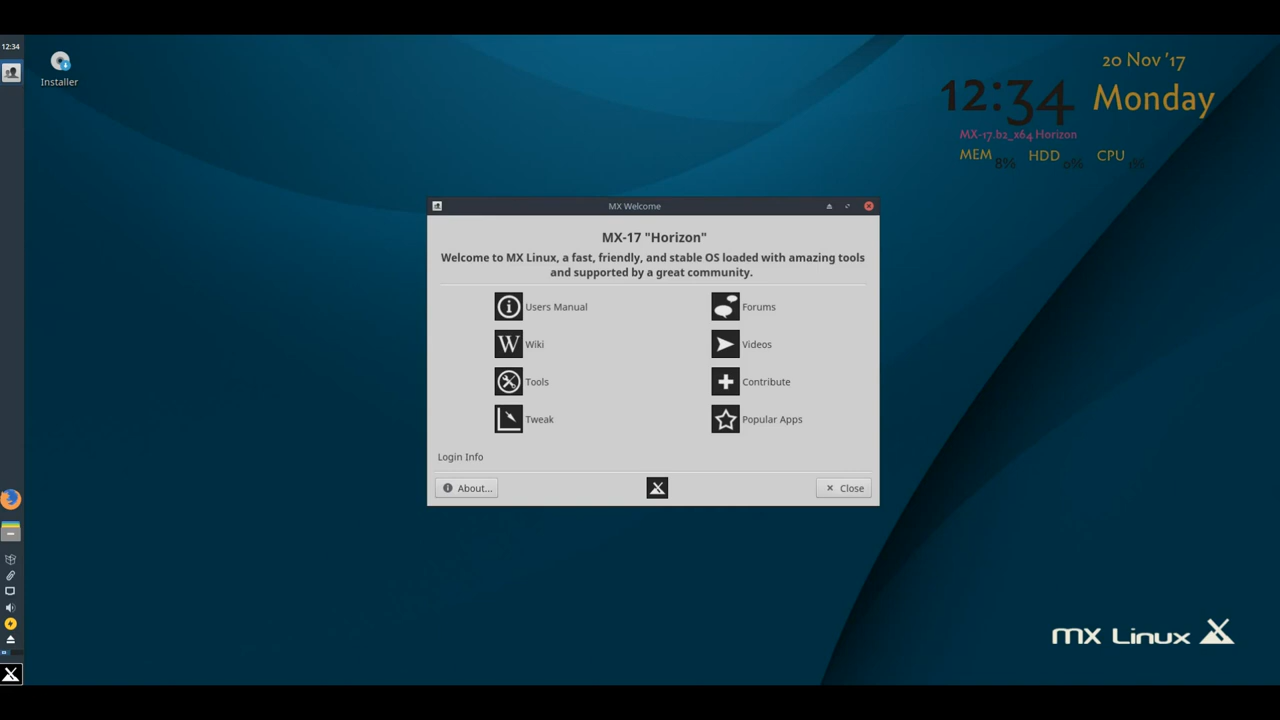 12:34
Installer
20 Nov '17
12:34 Monday
MX-17.b2_x64.Horizon
MEM 8% HDD 0% CPU
MX Welcome
MX-17 "Horizon"
Welcome to MX Linux, a fast, friendly, and stable OS loaded with amazing tools
and supported by a great community.
Users Manual
Forums
Wiki
Videos
Tools
Contribute
Tweak
Popular Apps
Login Info
About...
Close
mx Linux